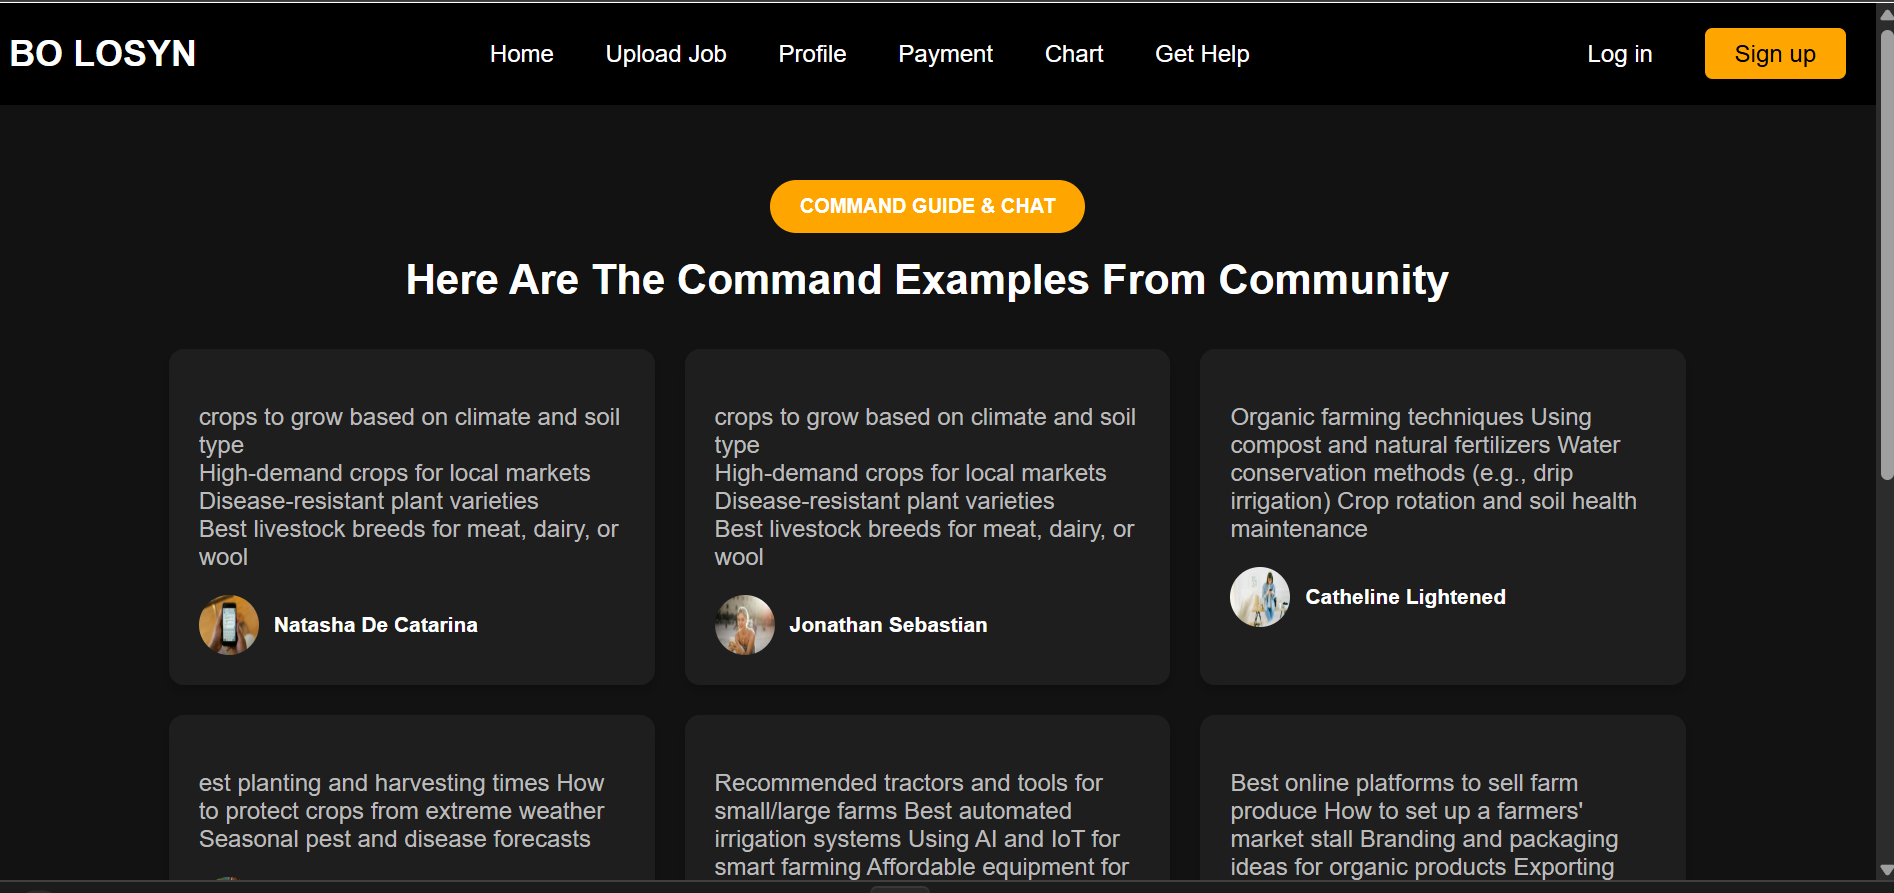 BO LOSYN
Home
Upload Job
Profile
Payment
Chart
Get Help
Log in
Sign up
COMMAND GUIDE & CHAT
Here Are The Command Examples From Community
crops to grow based on climate and soil
type
High-demand crops for local markets
Disease-resistant plant varieties
Best livestock breeds for meat, dairy, or
wool
Natasha De Catarina
crops to grow based on climate and soil
type
High-demand crops for local markets
Disease-resistant plant varieties
Best livestock breeds for meat, dairy, or
wool
Jonathan Sebastian
Organic farming techniques Using
compost and natural fertilizers Water
conservation methods (e.g., drip
irrigation) Crop rotation and soil health
maintenance
Catheline Lightened
est planting and harvesting times How
to protect crops from extreme weather
Seasonal pest and disease forecasts
Recommended tractors and tools for
small/large farms Best automated
irrigation systems Using AI and IoT for
smart farming Affordable equipment for
Best online platforms to sell farm
produce How to set up a farmers'
market stall Branding and packaging
ideas for organic products Exporting